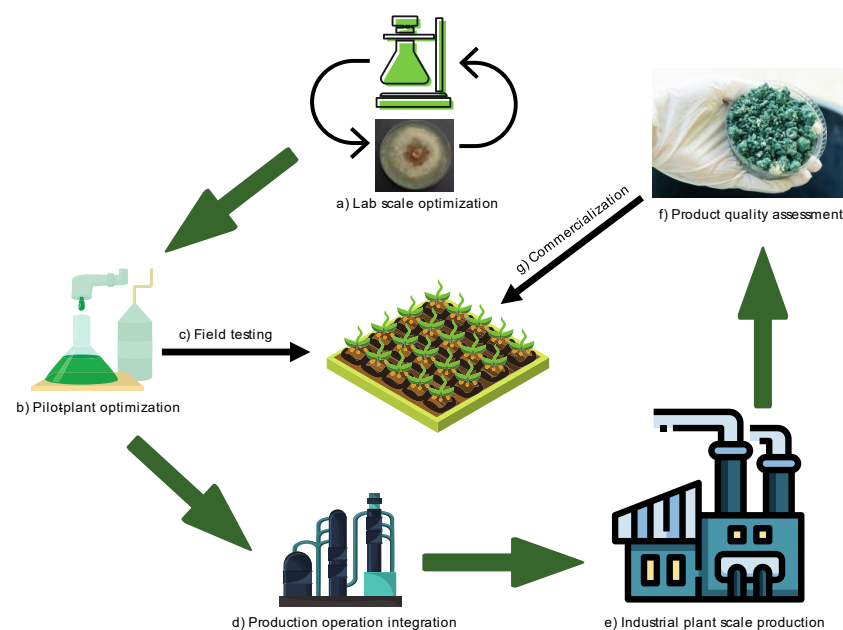 a) Lab scale optimization
f) Product quality assessment
g) Commercialization
c) Field testing
b) Pilot-plant optimization
d) Production operation integration
e) Industrial plant scale production